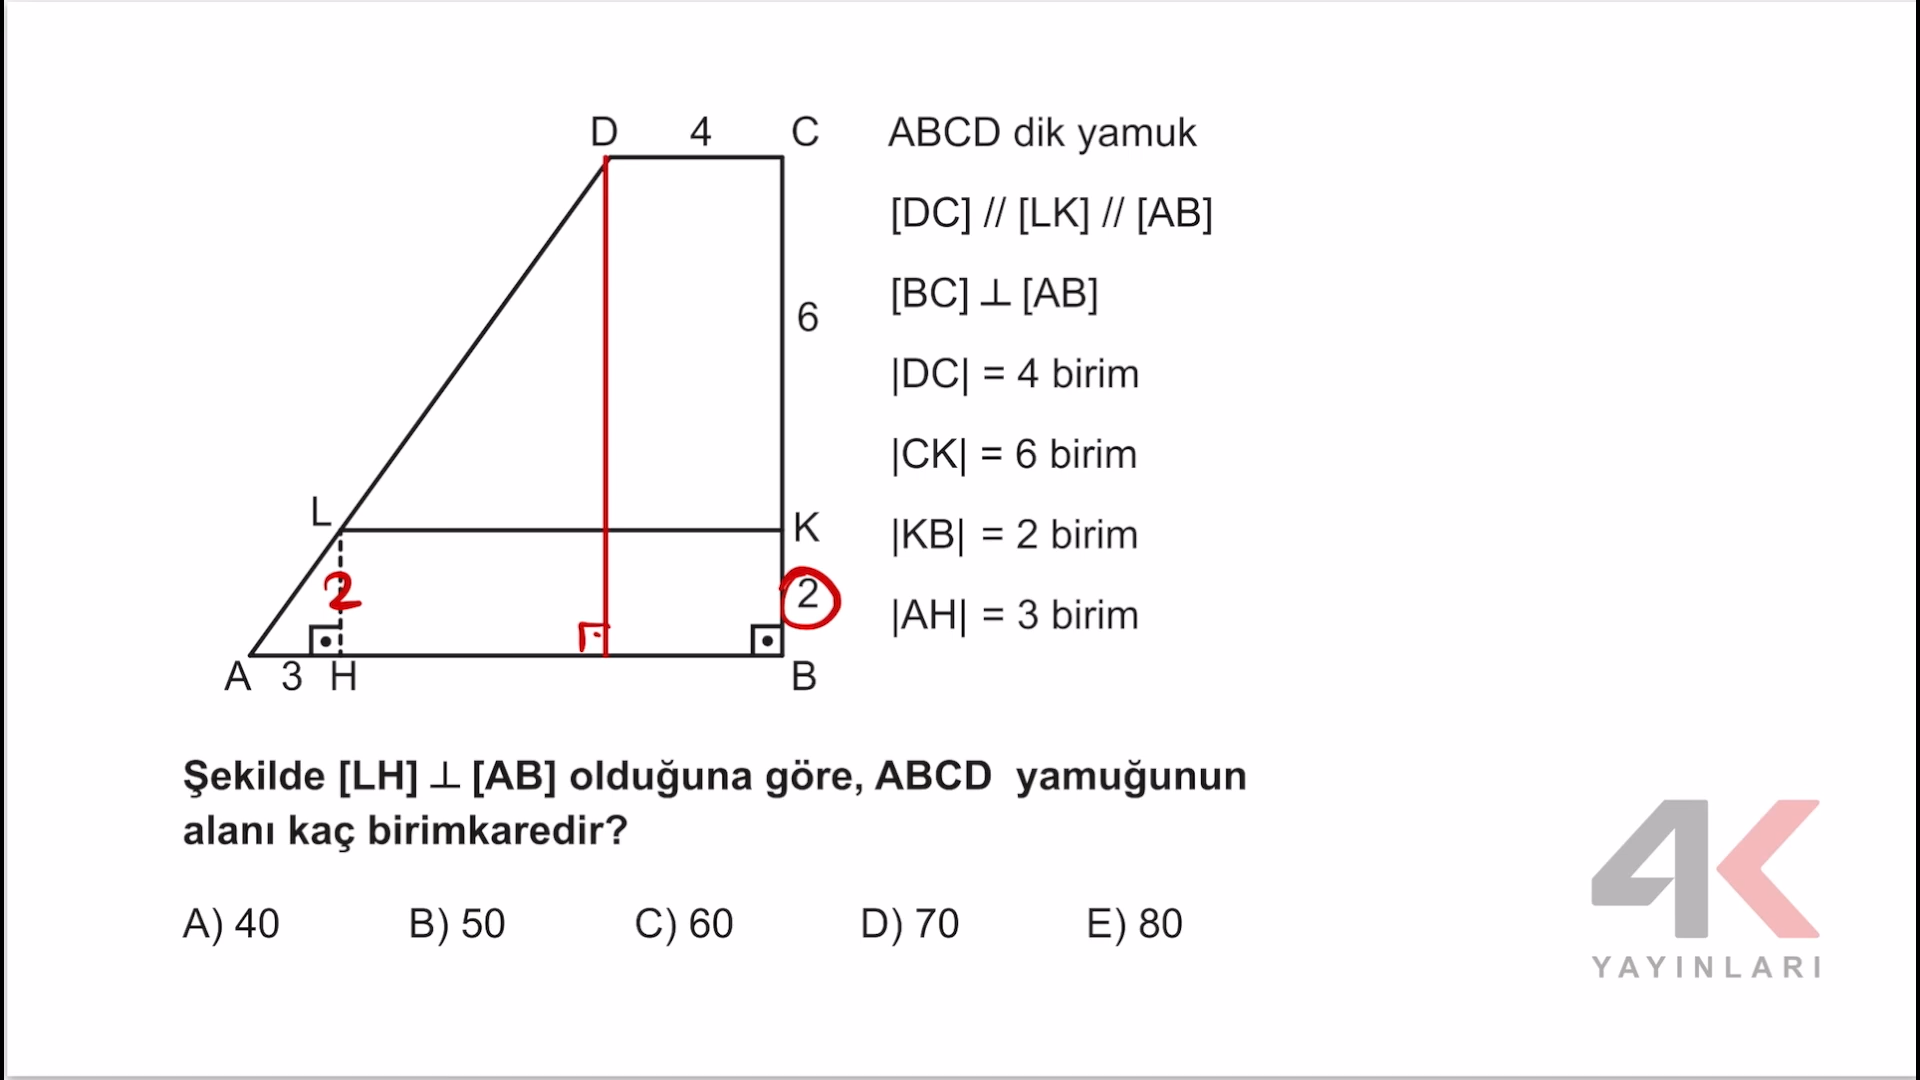 D 4 C
ABCD dik yamuk
[DC] // [LK] // [AB]
[BC] ⊥ [AB]
6
|DC| = 4 birim
|CK| = 6 birim
L
K
|KB| = 2 birim
2
2
|AH| = 3 birim
A 3 H B
Şekilde [LH] ⊥ [AB] olduğuna göre, ABCD yamuğunun
alanı kaç birimkaredir?
A) 40 B) 50 C) 60 D) 70 E) 80
4K
YAYINLARI